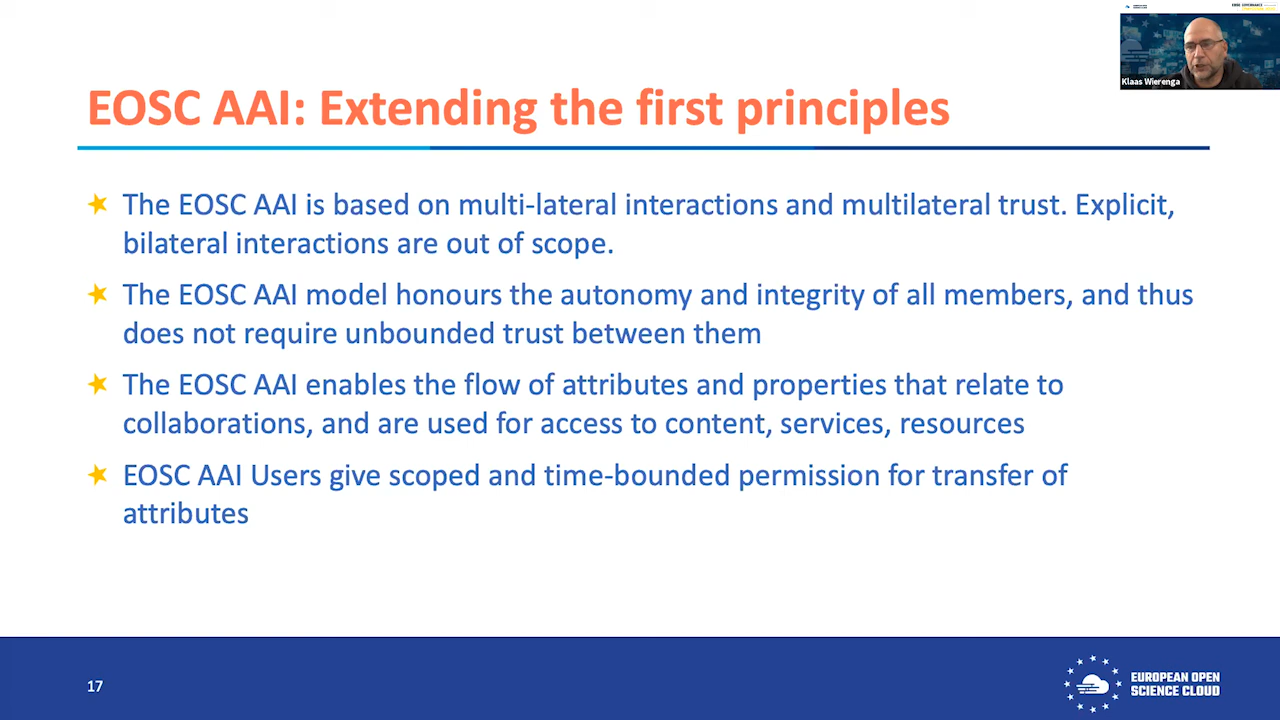 Klaas Wierenga
EOSC AAI: Extending the first principles
The EOSC AAI is based on multi-lateral interactions and multilateral trust. Explicit,
bilateral interactions are out of scope.
The EOSC AAI model honours the autonomy and integrity of all members, and thus
does not require unbounded trust between them
The EOSC AAI enables the flow of attributes and properties that relate to
collaborations, and are used for access to content, services, resources
EOSC AAI Users give scoped and time-bounded permission for transfer of
attributes
17
EUROPEAN OPEN
SCIENCE CLOUD